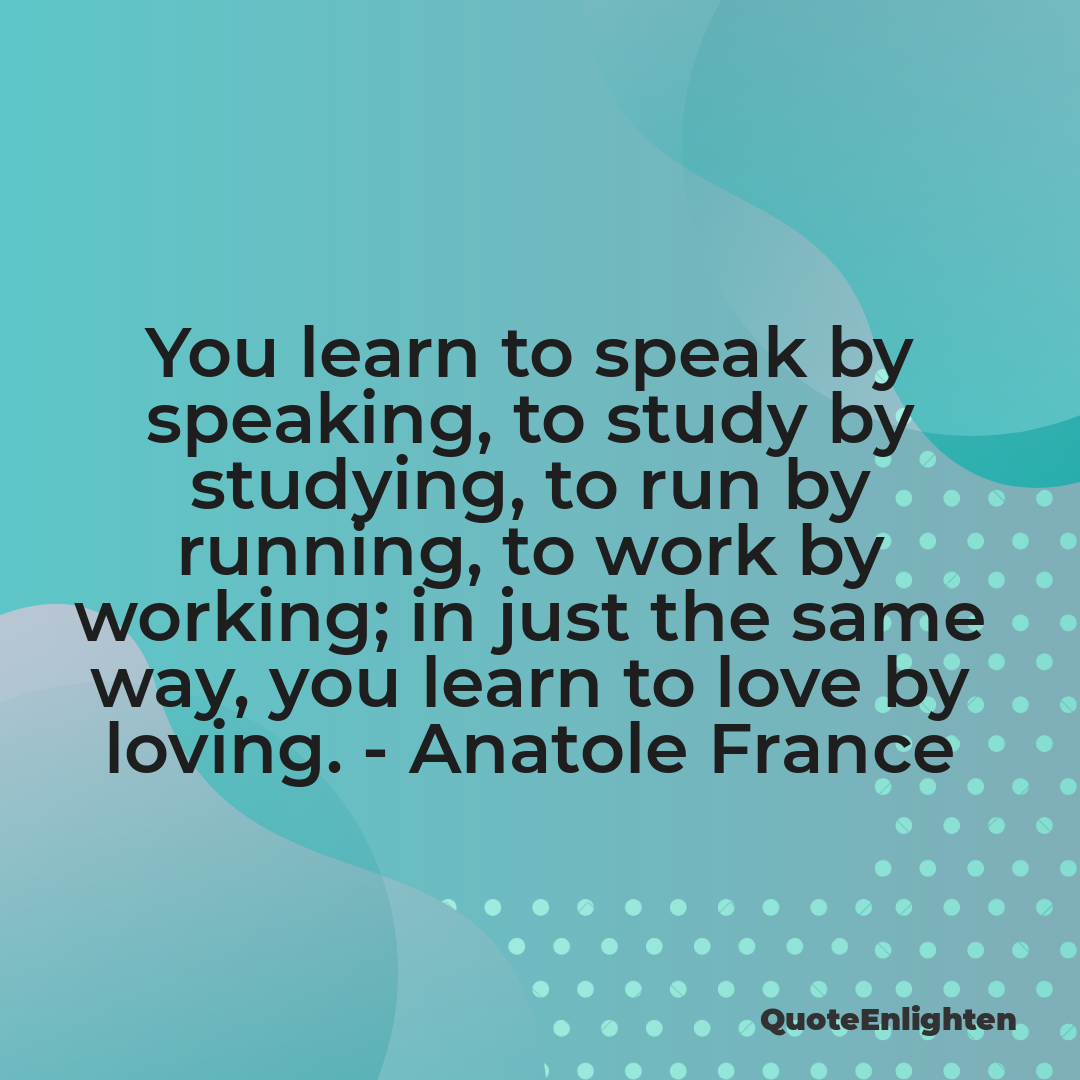 You learn to speak by
speaking, to study by
studying, to run by
running, to work by
working; in just the same
way, you learn to love by
loving. - Anatole France
QuoteEnlighten